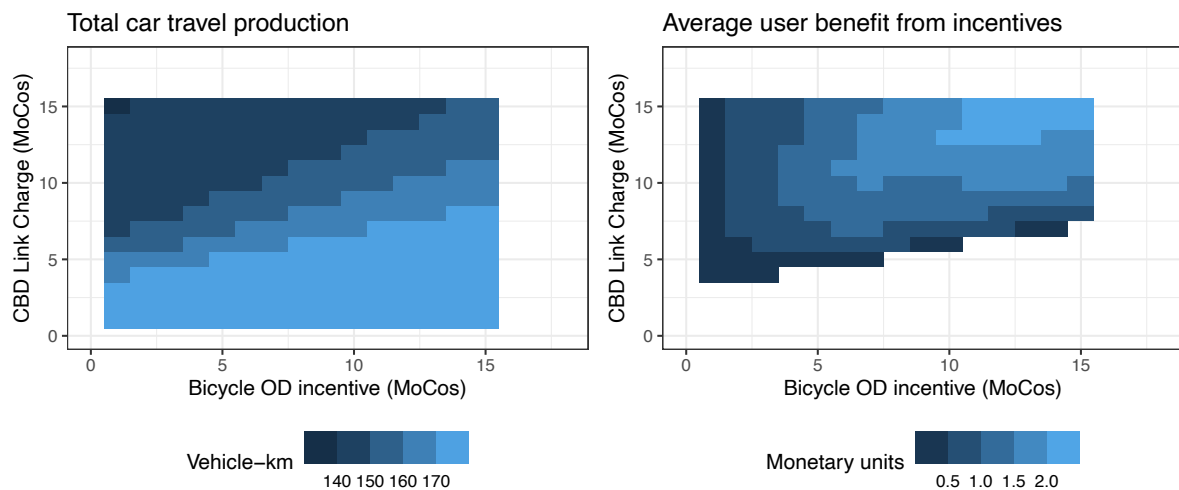 Total car travel production
CBD Link Charge (MoCos)
15
10
5
0
0 5 10 15
Bicycle OD incentive (MoCos)
Vehicle−km
140 150 160 170
Average user benefit from incentives
CBD Link Charge (MoCos)
15
10
5
0
0 5 10 15
Bicycle OD incentive (MoCos)
Monetary units
0.5 1.0 1.5 2.0